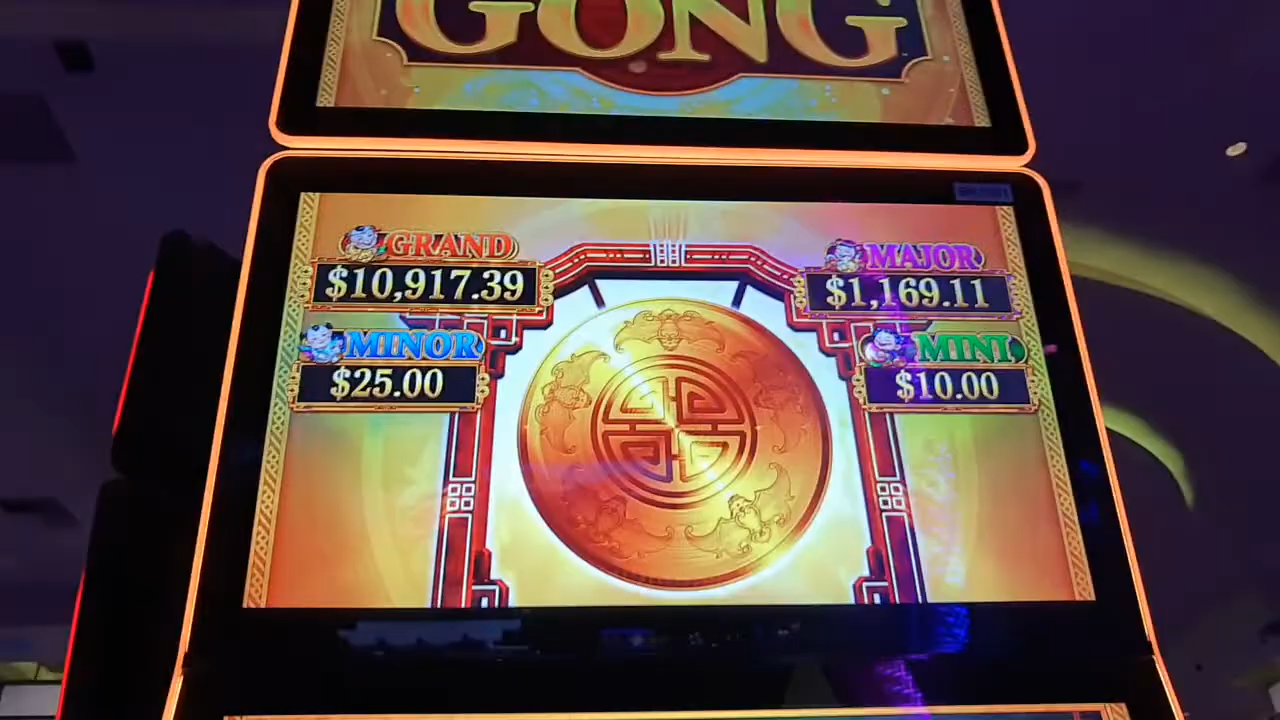 GONG
GRAND
$10,917.39
MAJOR
$1,169.11
MINOR
$25.00
MINI
$10.00